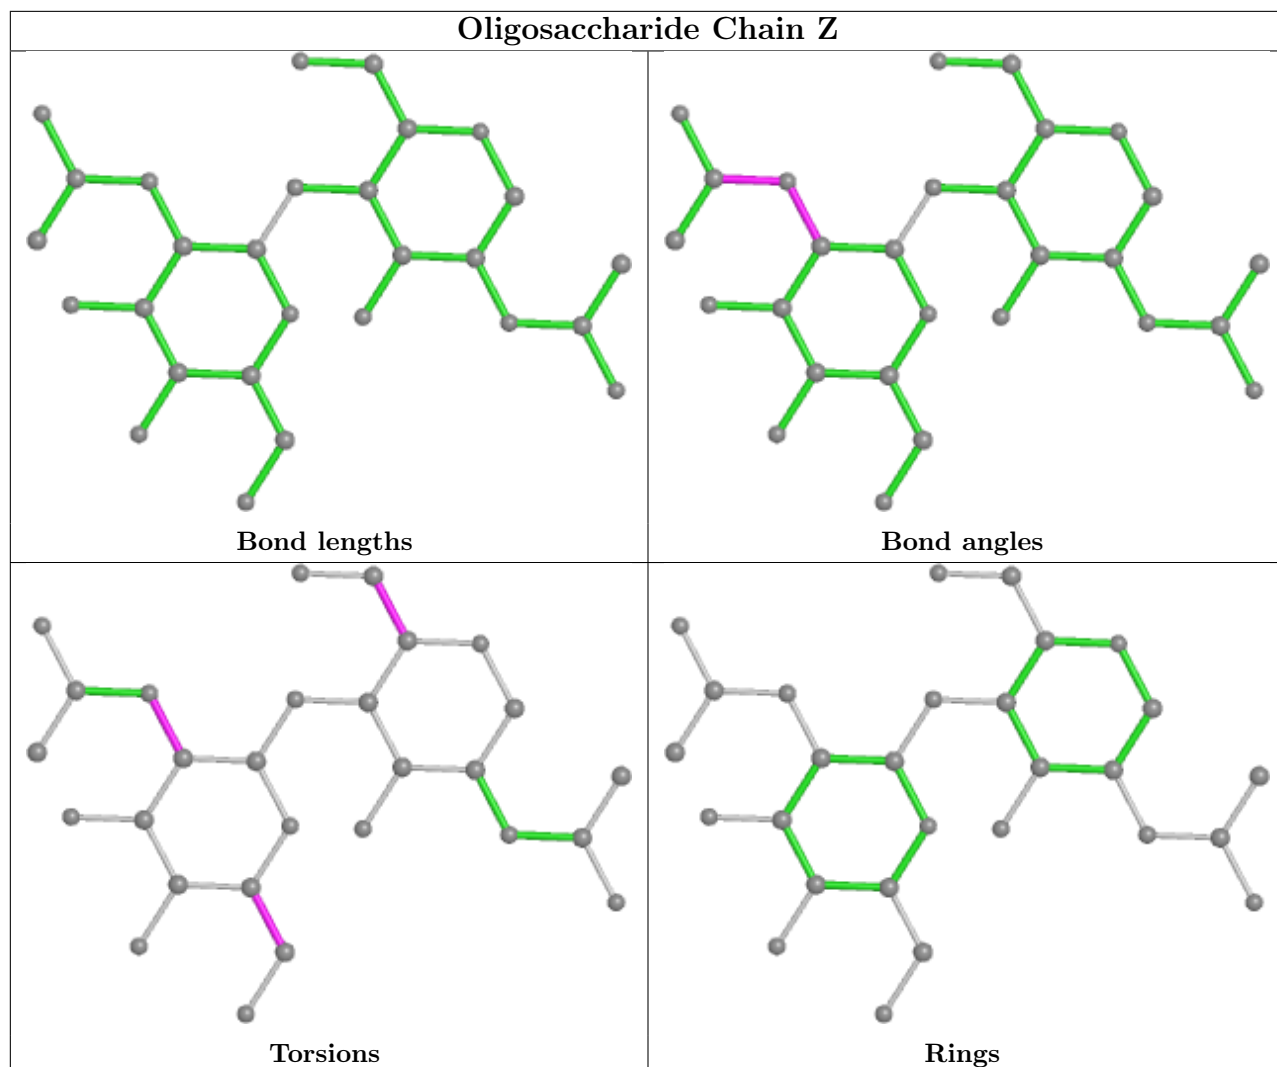 Oligosaccharide Chain Z
Bond lengths
Bond angles
Torsions
Rings